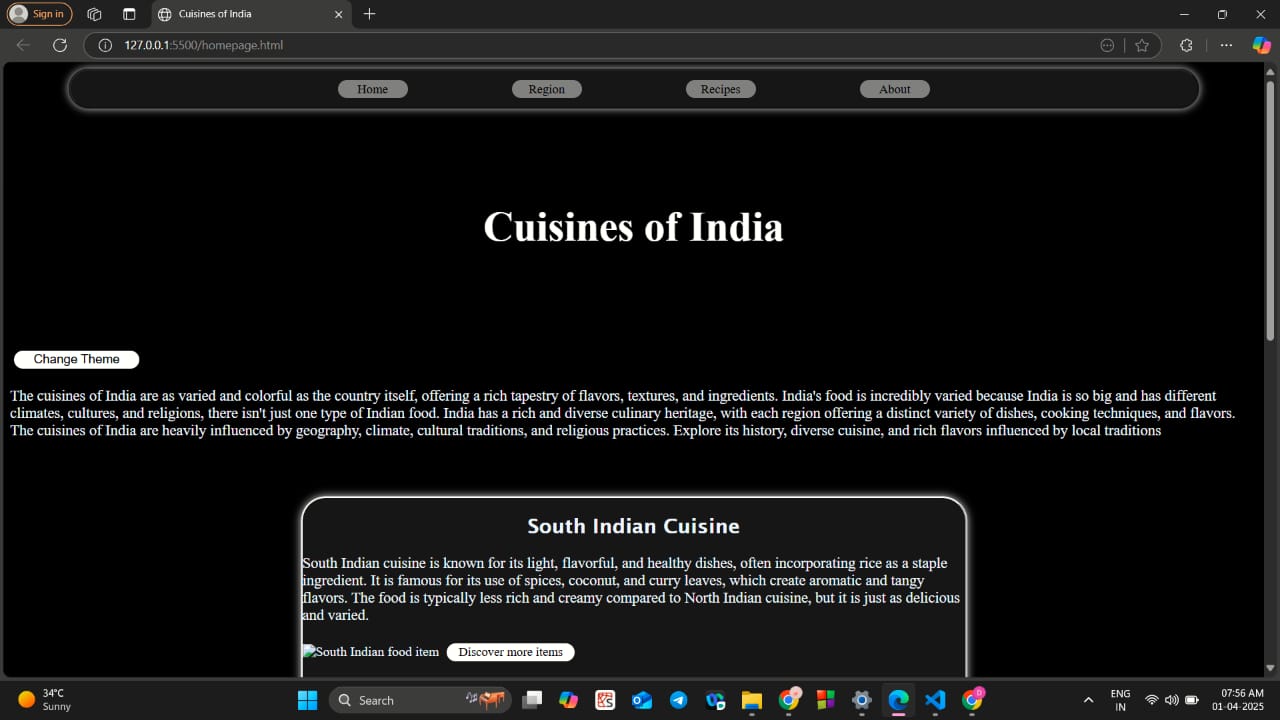 Sign in
Cuisines of India
127.0.0.1:5500/homepage.html
Home Region Recipes About
Cuisines of India
Change Theme
The cuisines of India are as varied and colorful as the country itself, offering a rich tapestry of flavors, textures, and ingredients. India's food is incredibly varied because India is so big and has different
climates, cultures, and religions, there isn't just one type of Indian food. India has a rich and diverse culinary heritage, with each region offering a distinct variety of dishes, cooking techniques, and flavors.
The cuisines of India are heavily influenced by geography, climate, cultural traditions, and religious practices. Explore its history, diverse cuisine, and rich flavors influenced by local traditions
South Indian Cuisine
South Indian cuisine is known for its light, flavorful, and healthy dishes, often incorporating rice as a staple
ingredient. It is famous for its use of spices, coconut, and curry leaves, which create aromatic and tangy
flavors. The food is typically less rich and creamy compared to North Indian cuisine, but it is just as delicious
and varied.
South Indian food item Discover more items
34°C
Sunny
Search
ENG
IN
07:56 AM
01-04-2025